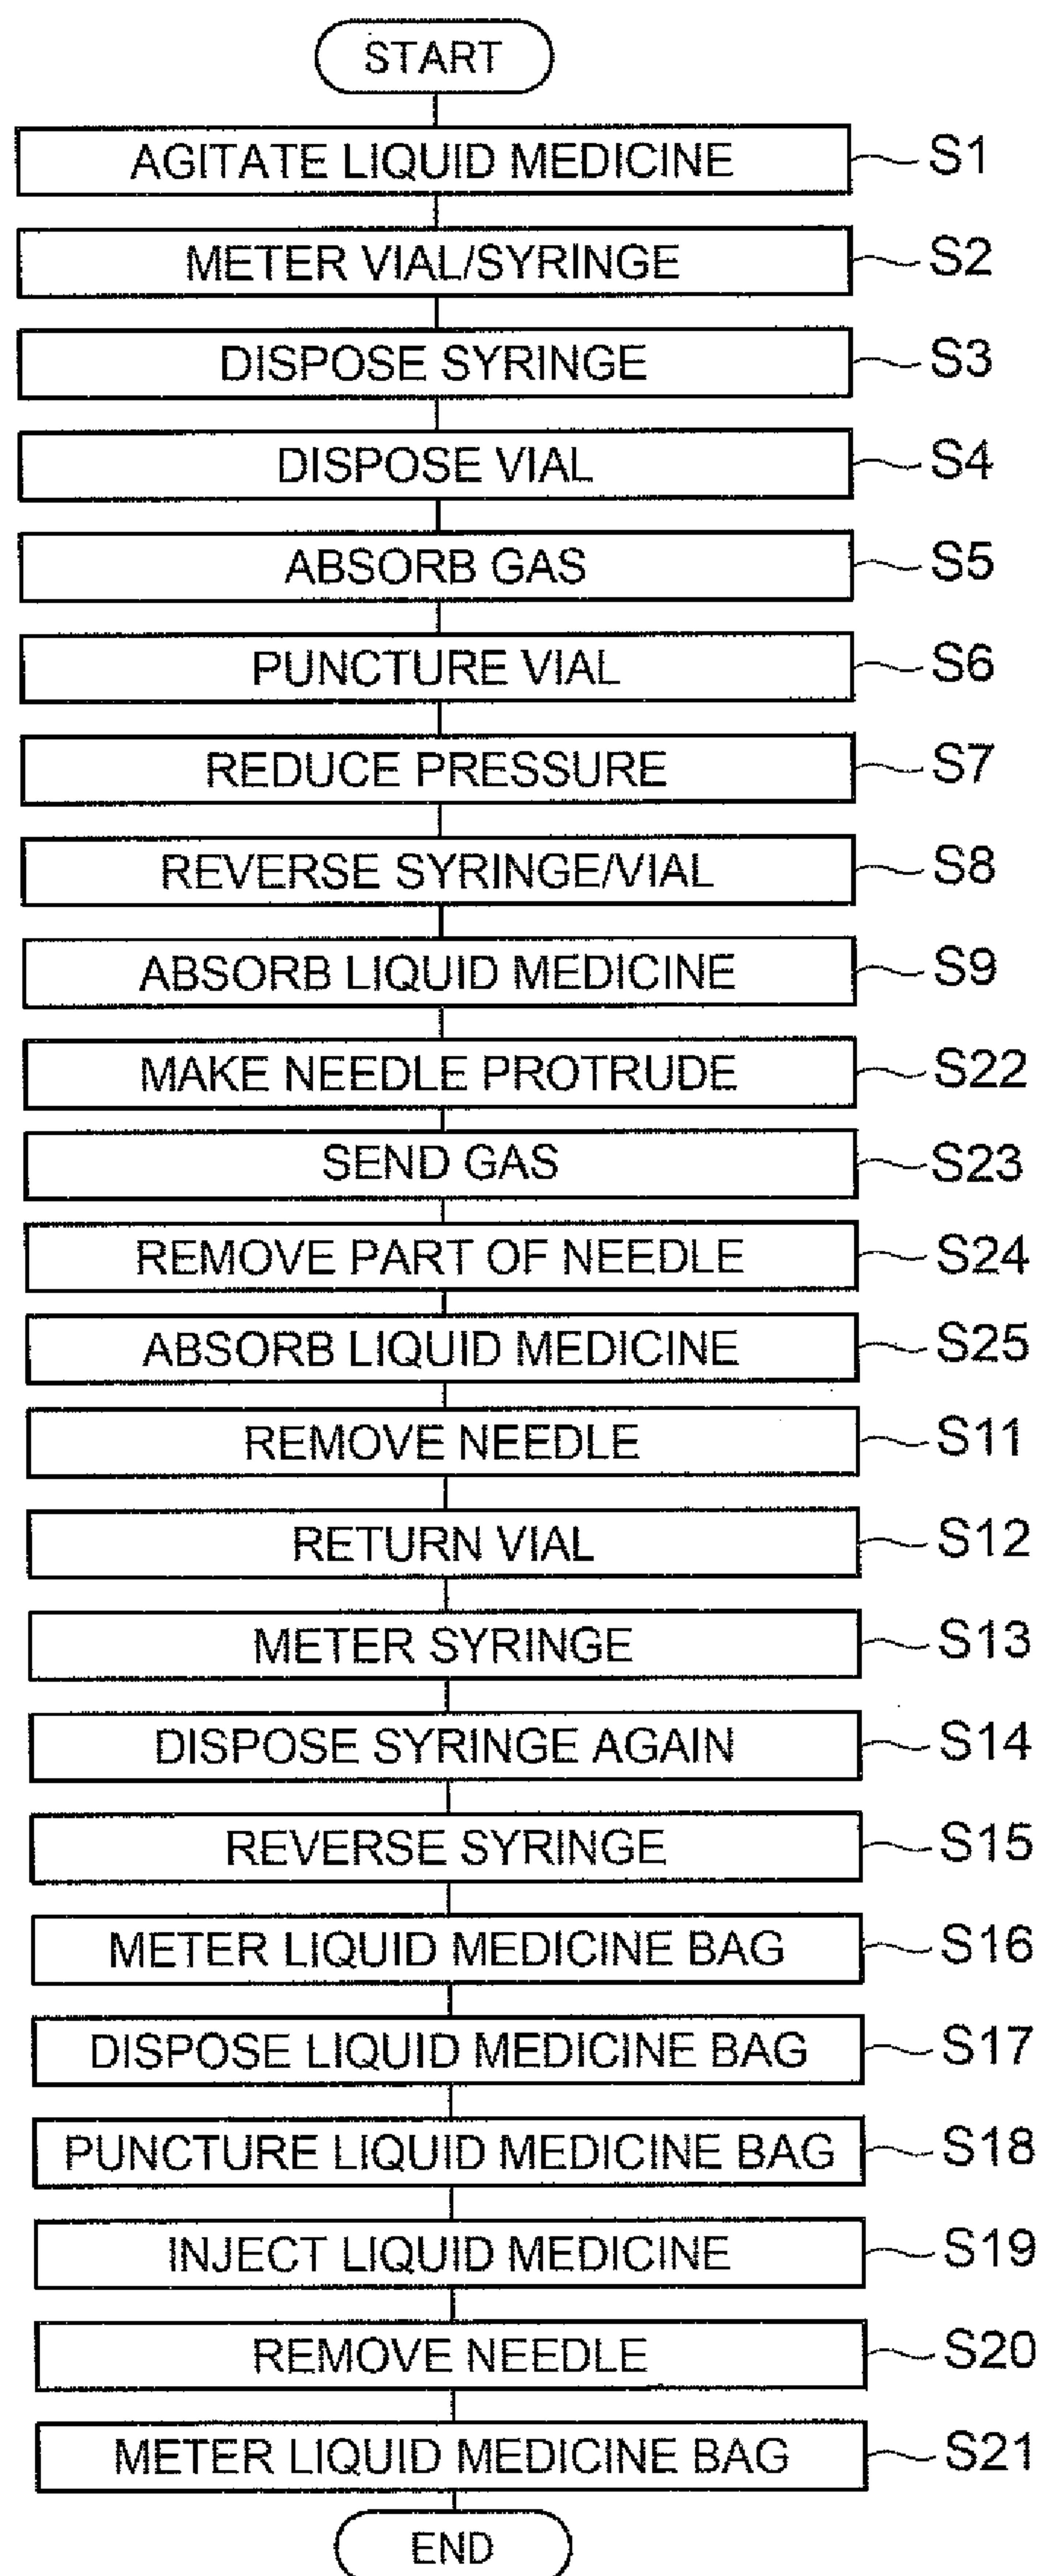 START
AGITATE LIQUID MEDICINE S1
METER VIAL/SYRINGE S2
DISPOSE SYRINGE S3
DISPOSE VIAL S4
ABSORB GAS S5
PUNCTURE VIAL S6
REDUCE PRESSURE S7
REVERSE SYRINGE/VIAL S8
ABSORB LIQUID MEDICINE S9
MAKE NEEDLE PROTRUDE S22
SEND GAS S23
REMOVE PART OF NEEDLE S24
ABSORB LIQUID MEDICINE S25
REMOVE NEEDLE S11
RETURN VIAL S12
METER SYRINGE S13
DISPOSE SYRINGE AGAIN S14
REVERSE SYRINGE S15
METER LIQUID MEDICINE BAG S16
DISPOSE LIQUID MEDICINE BAG S17
PUNCTURE LIQUID MEDICINE BAG S18
INJECT LIQUID MEDICINE S19
REMOVE NEEDLE S20
METER LIQUID MEDICINE BAG S21
END